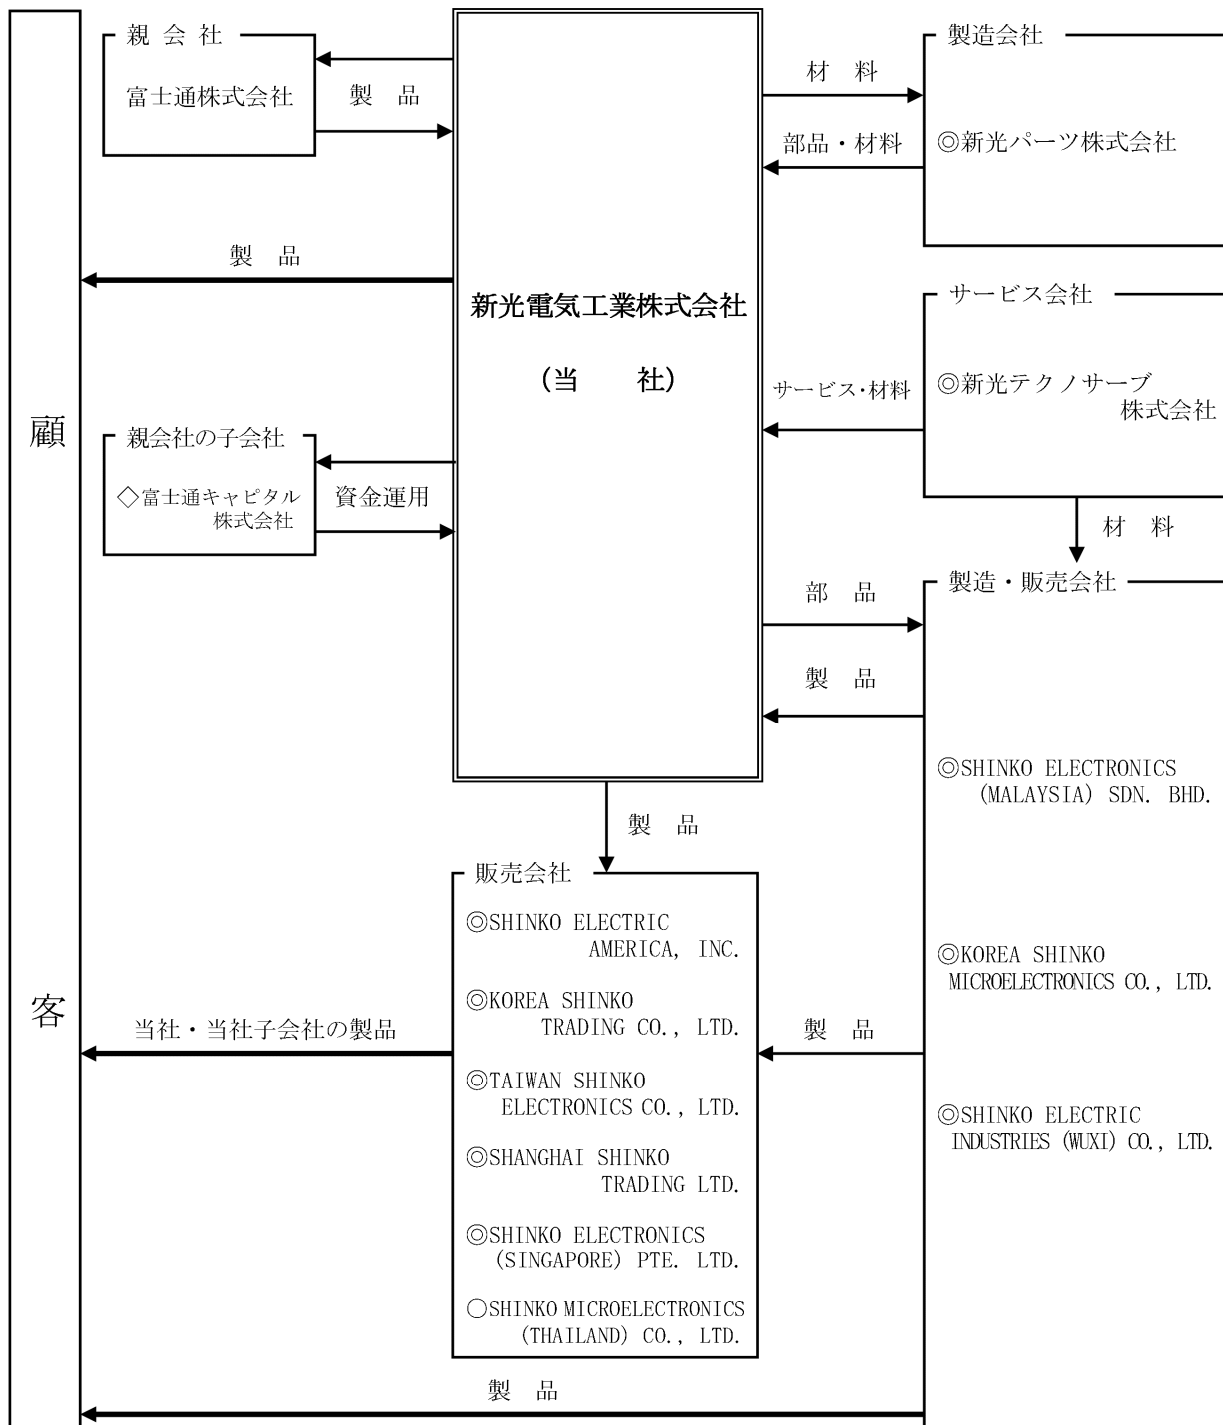 親 会 社
富士通株式会社
製　品
製　品
顧
客
親会社の子会社
◇富士通キャピタル
株式会社
資金運用
新光電気工業株式会社
(当　　社)
材　料
部品・材料
製造会社
◎新光パーツ株式会社
サービス会社
サービス・材料
◎新光テクノサーブ
株式会社
材　料
部　品
製　品
製造・販売会社
◎SHINKO ELECTRONICS
(MALAYSIA) SDN. BHD.
◎KOREA SHINKO
MICROELECTRONICS CO., LTD.
◎SHINKO ELECTRIC
INDUSTRIES (WUXI) CO., LTD.
製　品
販売会社
◎SHINKO ELECTRIC
AMERICA, INC.
◎KOREA SHINKO
TRADING CO., LTD.
◎TAIWAN SHINKO
ELECTRONICS CO., LTD.
◎SHANGHAI SHINKO
TRADING LTD.
◎SHINKO ELECTRONICS
(SINGAPORE) PTE. LTD.
○SHINKO MICROELECTRONICS
(THAILAND) CO., LTD.
当社・当社子会社の製品
製　品
製　品